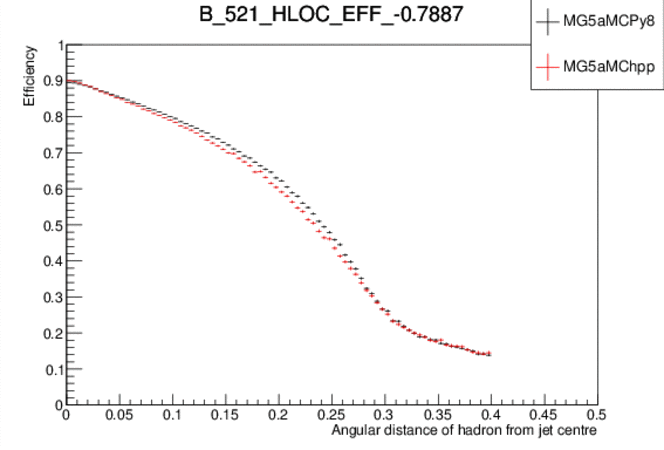 B_521_HLOC_EFF_-0.7887
MG5aMCPy8
MG5aMChpp
Efficiency
1
0.9
0.8
0.7
0.6
0.5
0.4
0.3
0.2
0.1
0
0 0.05 0.1 0.15 0.2 0.25 0.3 0.35 0.4 0.45 0.5
Angular distance of hadron from jet centre